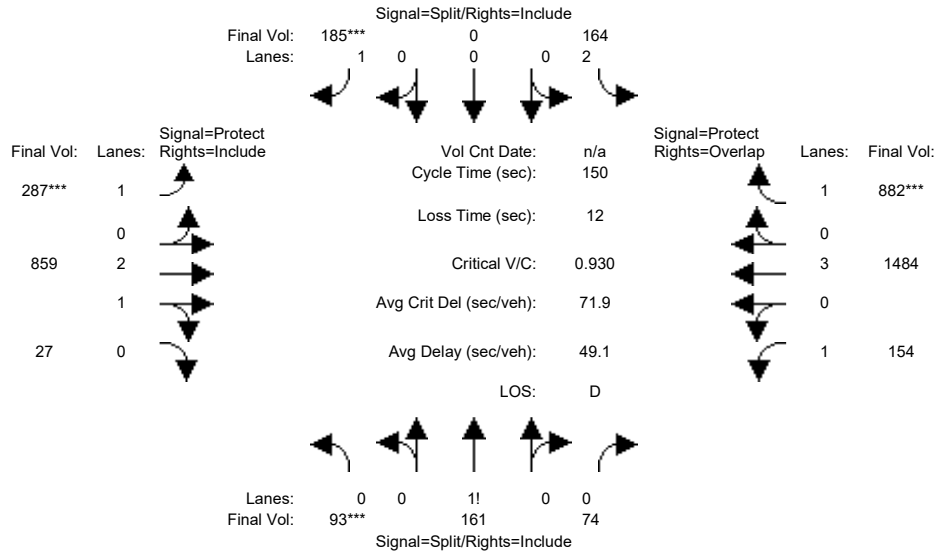 Signal=Split/Rights=Include
Final Vol: 185*** 0 164
Lanes: 1 0 0 0 2
Signal=Protect Signal=Protect
Final Vol: Lanes: Rights=Include Vol Cnt Date: n/a Rights=Overlap Lanes: Final Vol:
Cycle Time (sec): 150
287*** 1 1 882***
Loss Time (sec): 12
0 0
859 2 Critical V/C: 0.930 3 1484
1 Avg Crit Del (sec/veh): 71.9 0
27 0 Avg Delay (sec/veh): 49.1 1 154
LOS: D
Lanes: 0 0 1! 0 0
Final Vol: 93*** 161 74
Signal=Split/Rights=Include